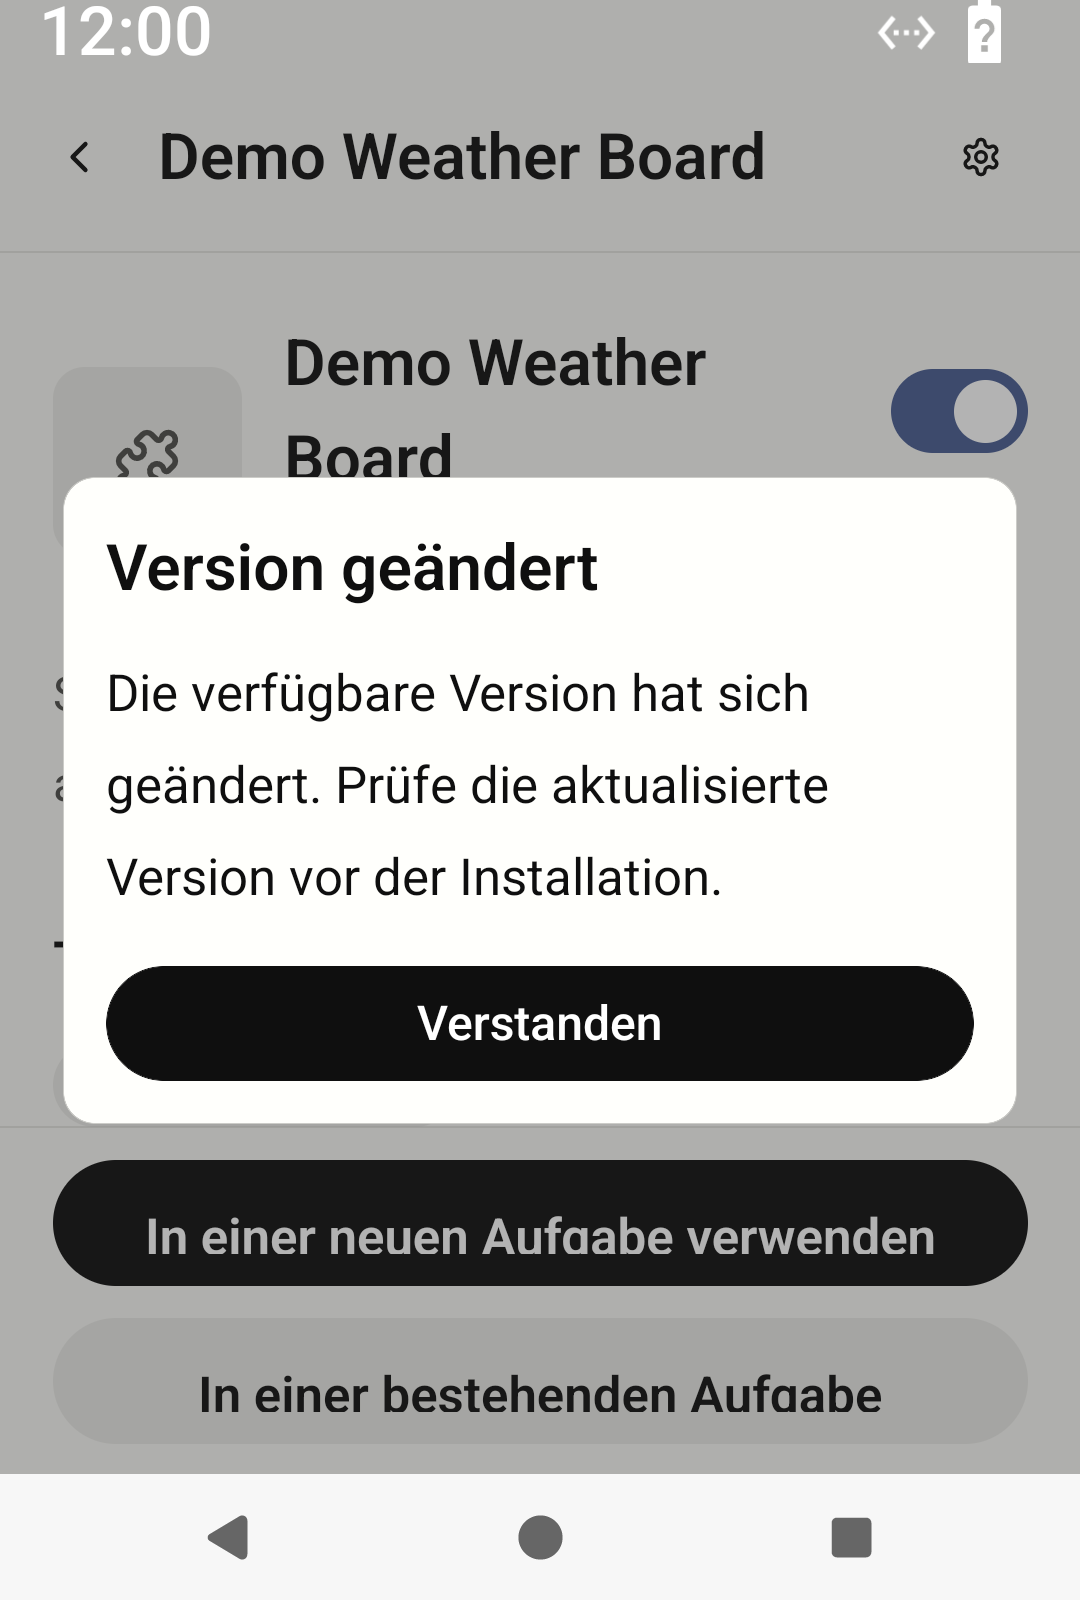 12:00
Demo Weather Board
Demo Weather
Board
Version geändert
Die verfügbare Version hat sich
geändert. Prüfe die aktualisierte
Version vor der Installation.
Verstanden
In einer neuen Aufgabe verwenden
In einer bestehenden Aufgabe